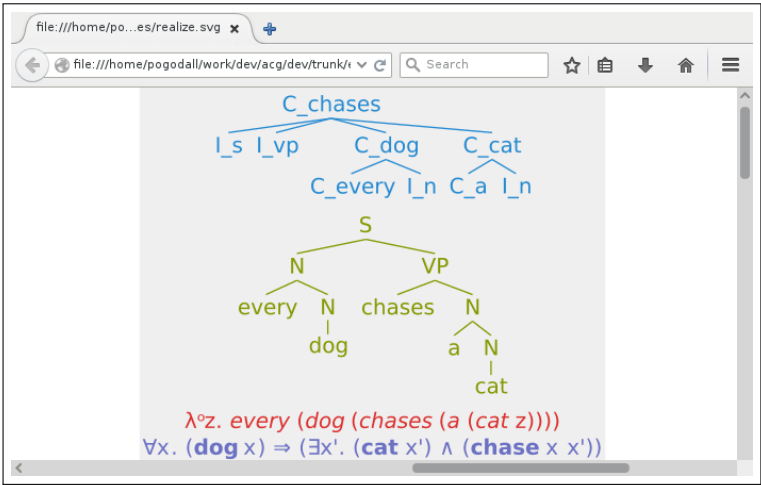 file:///home/po...es/realize.svg
file:///home/pogodall/work/dev/acg/dev/trunk/e
Search
C_chases
I_s I_vp C_dog C_cat
C_every I_n C_a I_n
S
N VP
every N chases N
dog a N
cat
λᵒz. every (dog (chases (a (cat z))))
∀x. (dog x) ⇒ (∃x'. (cat x') ∧ (chase x x'))